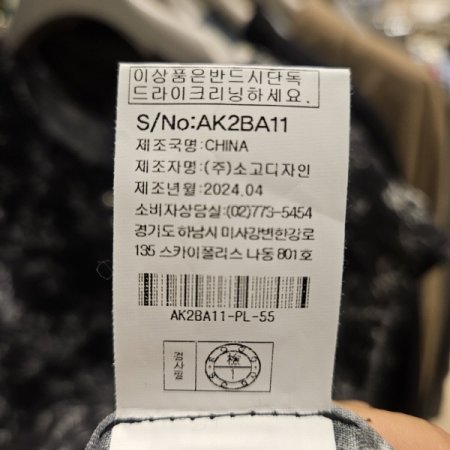 이상품은반드시단독
드라이크리닝하세요.
S/No:AK2BA11
제조국명:CHINA
제조자명:(주)소고디자인
제조년월:2024.04
소비자상담실:(02)773-5454
경기도 하남시 미사강변한강로
135 스카이폴리스 나동 801호
AK2BA11-PL-55
검사필